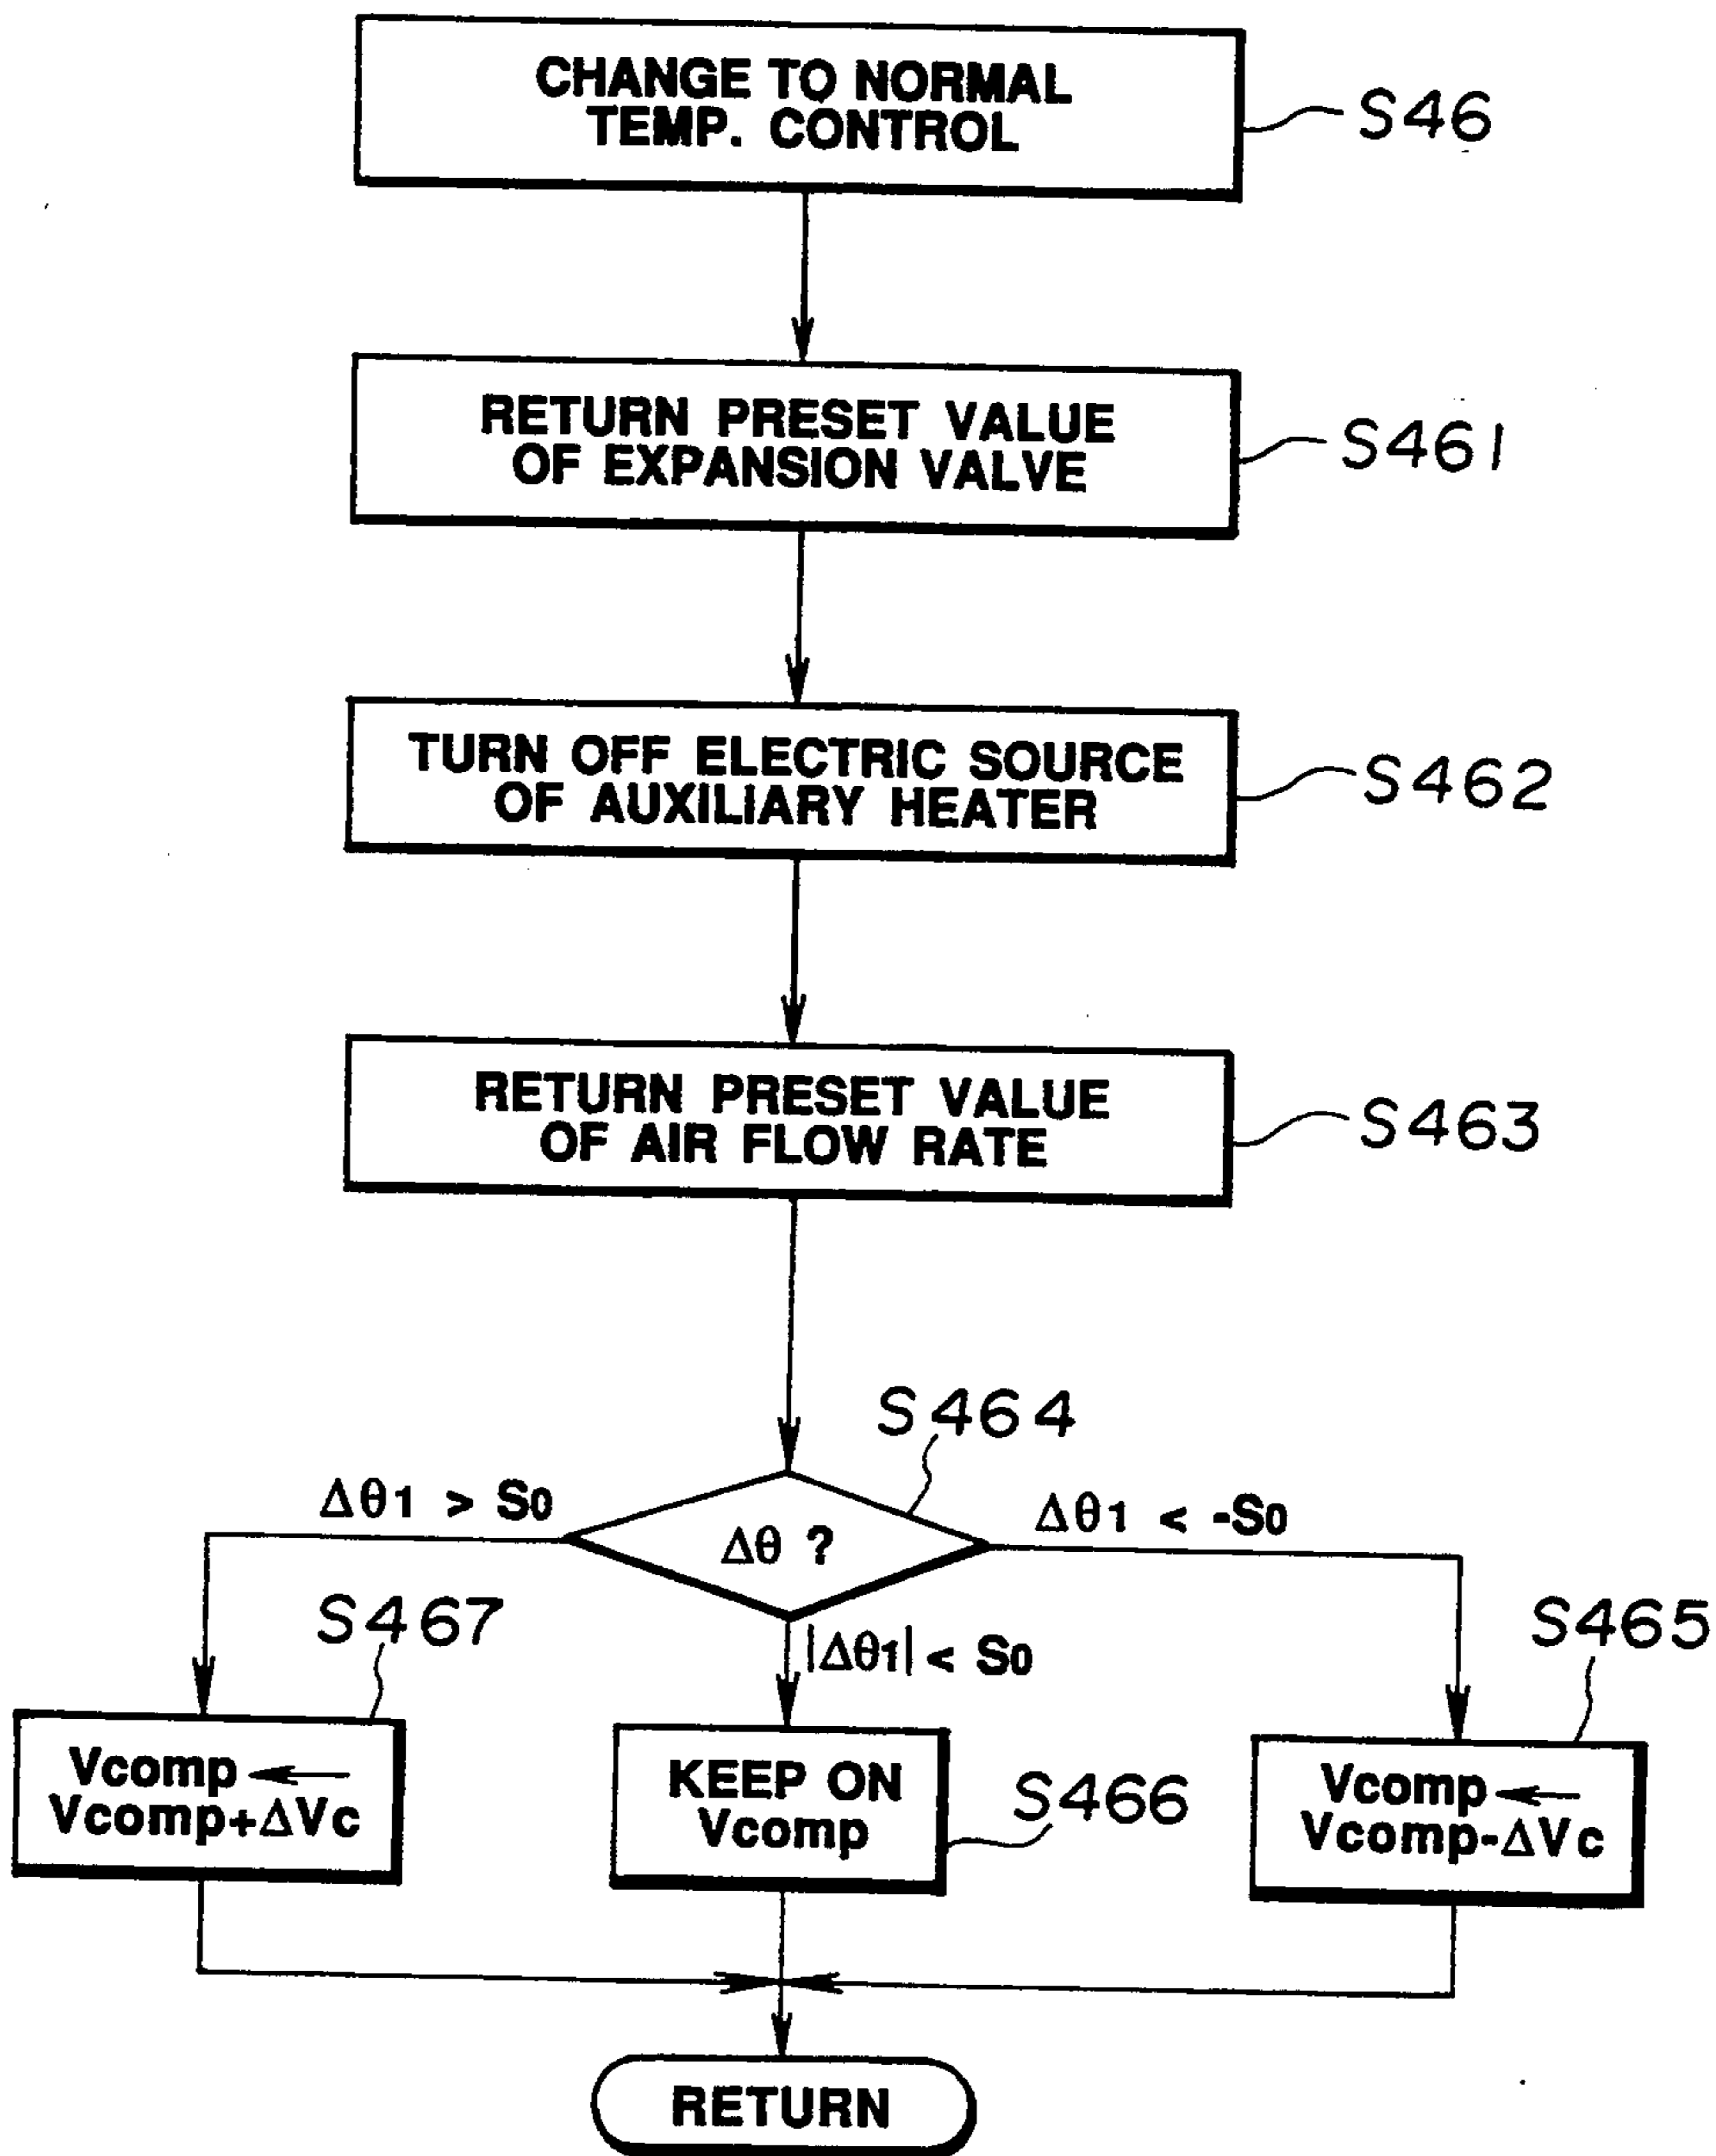 CHANGE TO NORMAL
TEMP. CONTROL
S46
RETURN PRESET VALUE
OF EXPANSION VALVE
S461
TURN OFF ELECTRIC SOURCE
OF AUXILIARY HEATER
S462
RETURN PRESET VALUE
OF AIR FLOW RATE
S463
S464
Δθ1 > S0
Δθ ?
Δθ1 < -S0
S467
|Δθ1| < S0
S465
Vcomp ←
Vcomp+ΔVc
KEEP ON
Vcomp
S466
Vcomp ←
Vcomp-ΔVc
RETURN